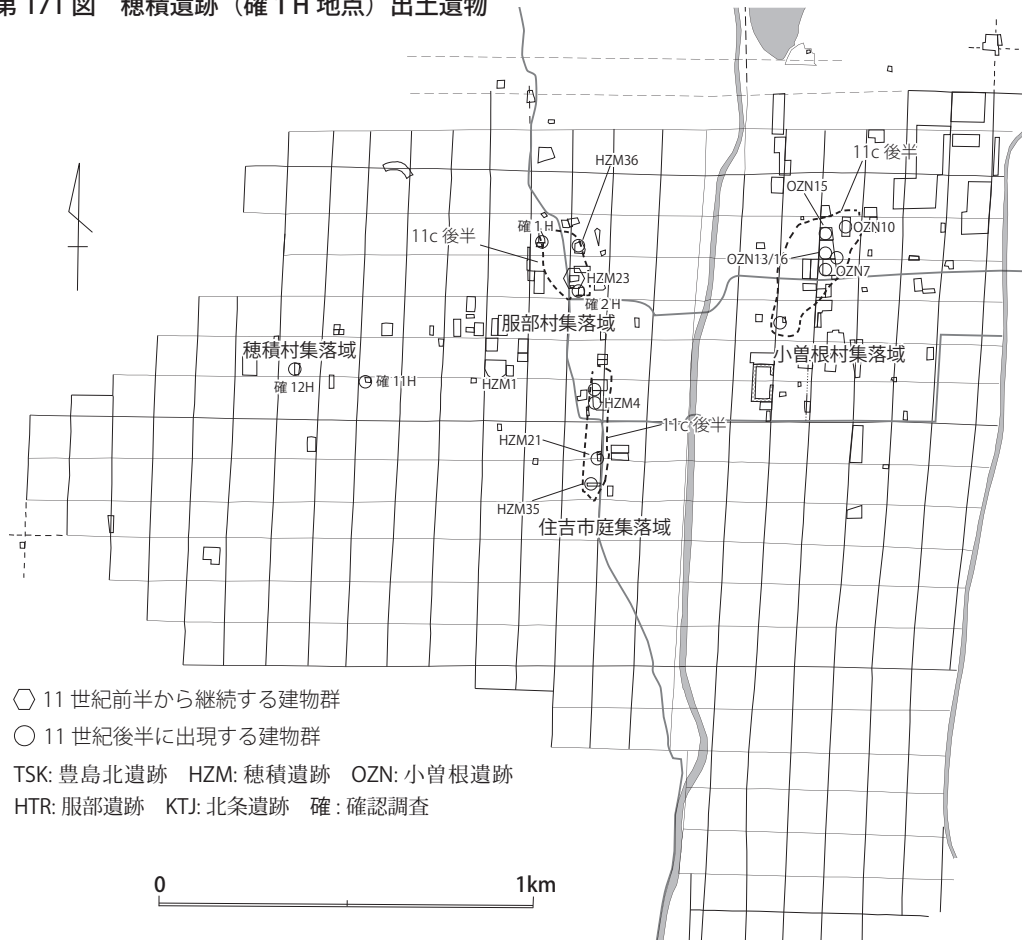 第 171 図　穂積遺跡（確 1 H 地点）出土遺物
HZM36
11c 後半
OZN15
確 1 H
11c 後半
OZN10
OZN13/16
HZM23
OZN7
確 2 H
服部村集落域
穂積村集落域
小曽根村集落域
確 12H
確 11H
HZM1
HZM4
11c 後半
HZM21
HZM35
住吉市庭集落域
11 世紀前半から継続する建物群
11 世紀後半に出現する建物群
TSK: 豊島北遺跡　HZM: 穂積遺跡　OZN: 小曽根遺跡
HTR: 服部遺跡　KTJ: 北条遺跡　確 : 確認調査
0
1km